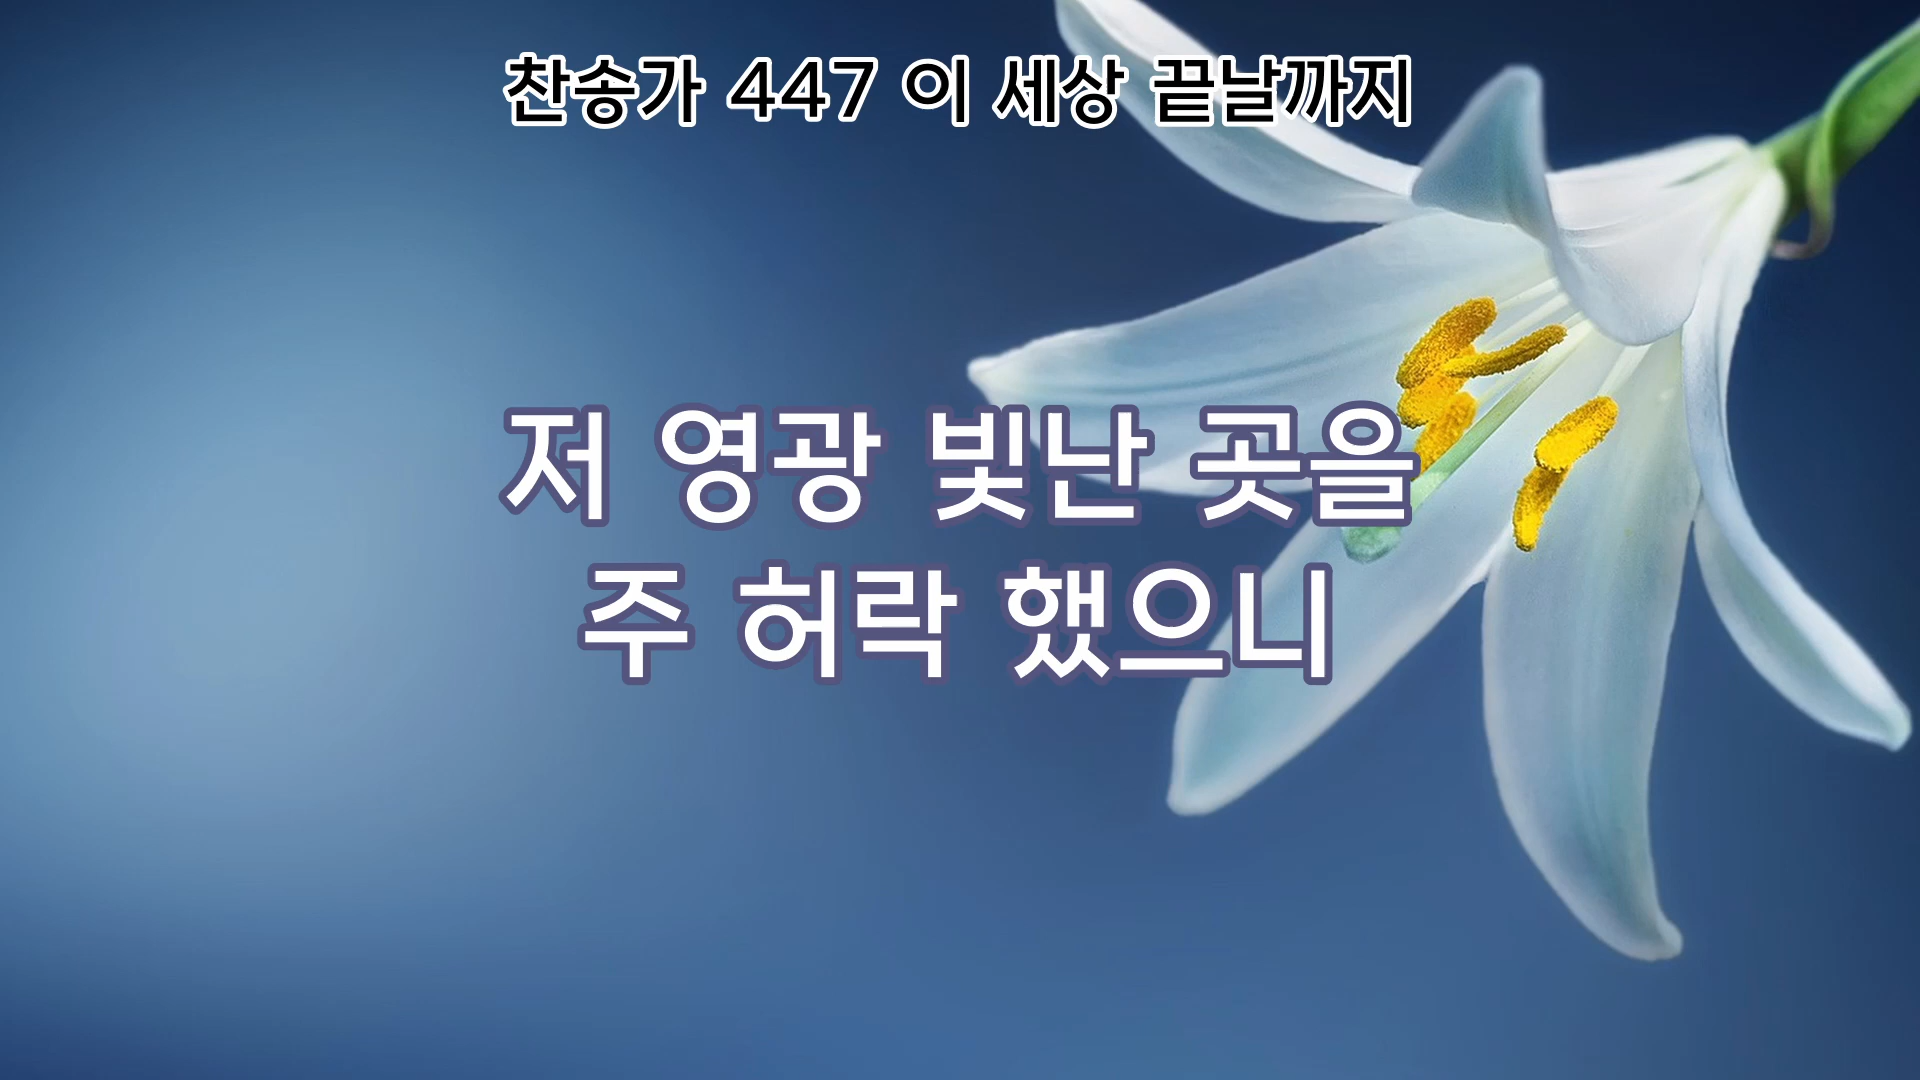 찬송가 447 이 세상 끝날까지
저 영광 빛난 곳을
주 허락 했으니